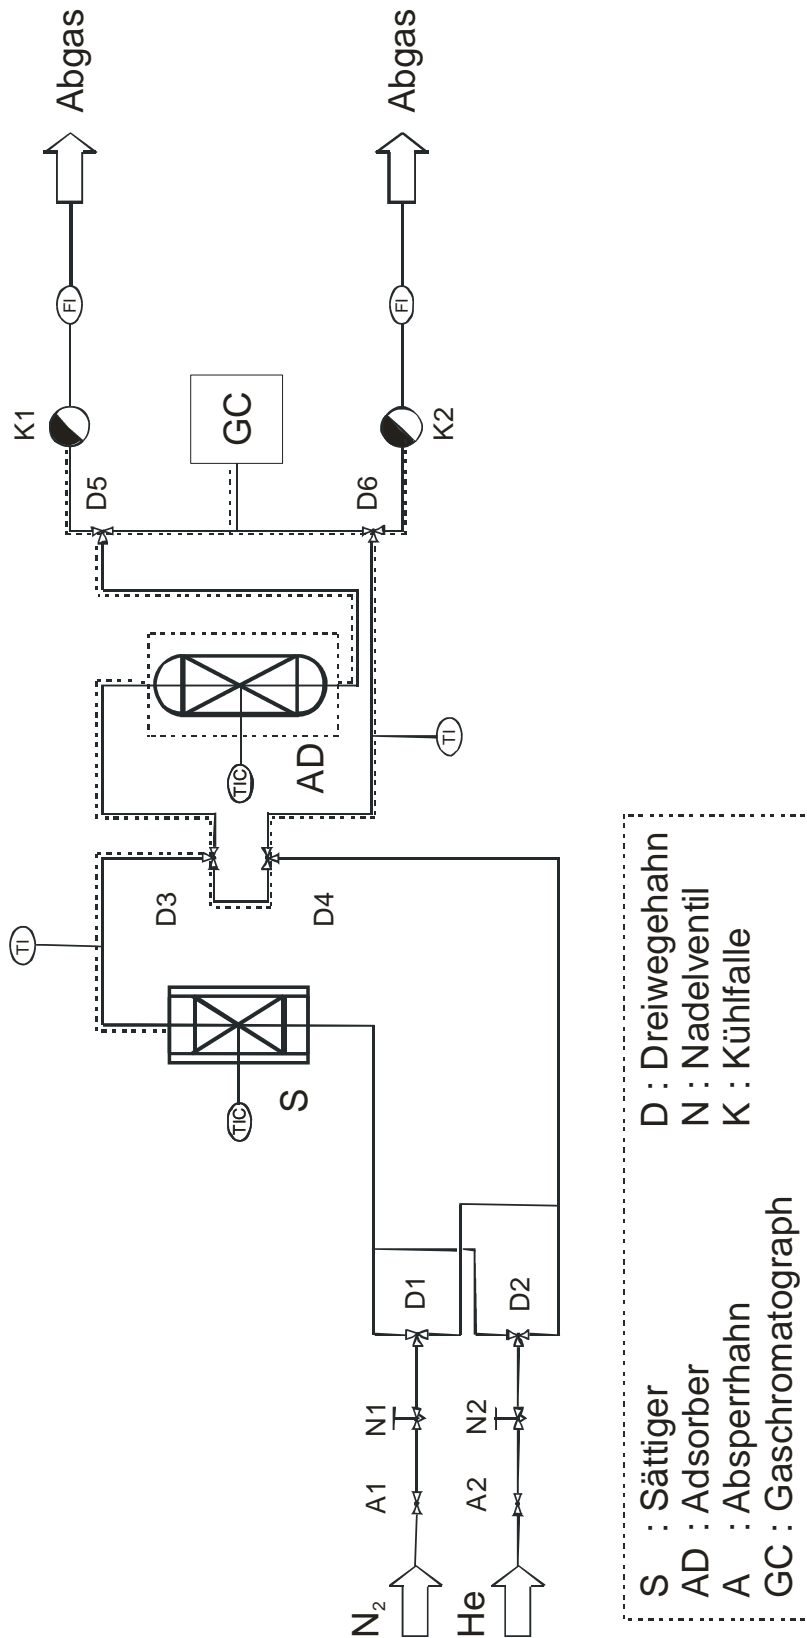 Abgas
Abgas
FI
FI
K1
K2
GC
D5
D6
TIC
AD
TI
TI
D3
D4
TIC
S
D1
D2
N1
N2
A1
A2
N₂
He
S : Sättiger
AD : Adsorber
A : Absperrhahn
GC : Gaschromatograph
D : Dreiwegehahn
N : Nadelventil
K : Kühlfalle